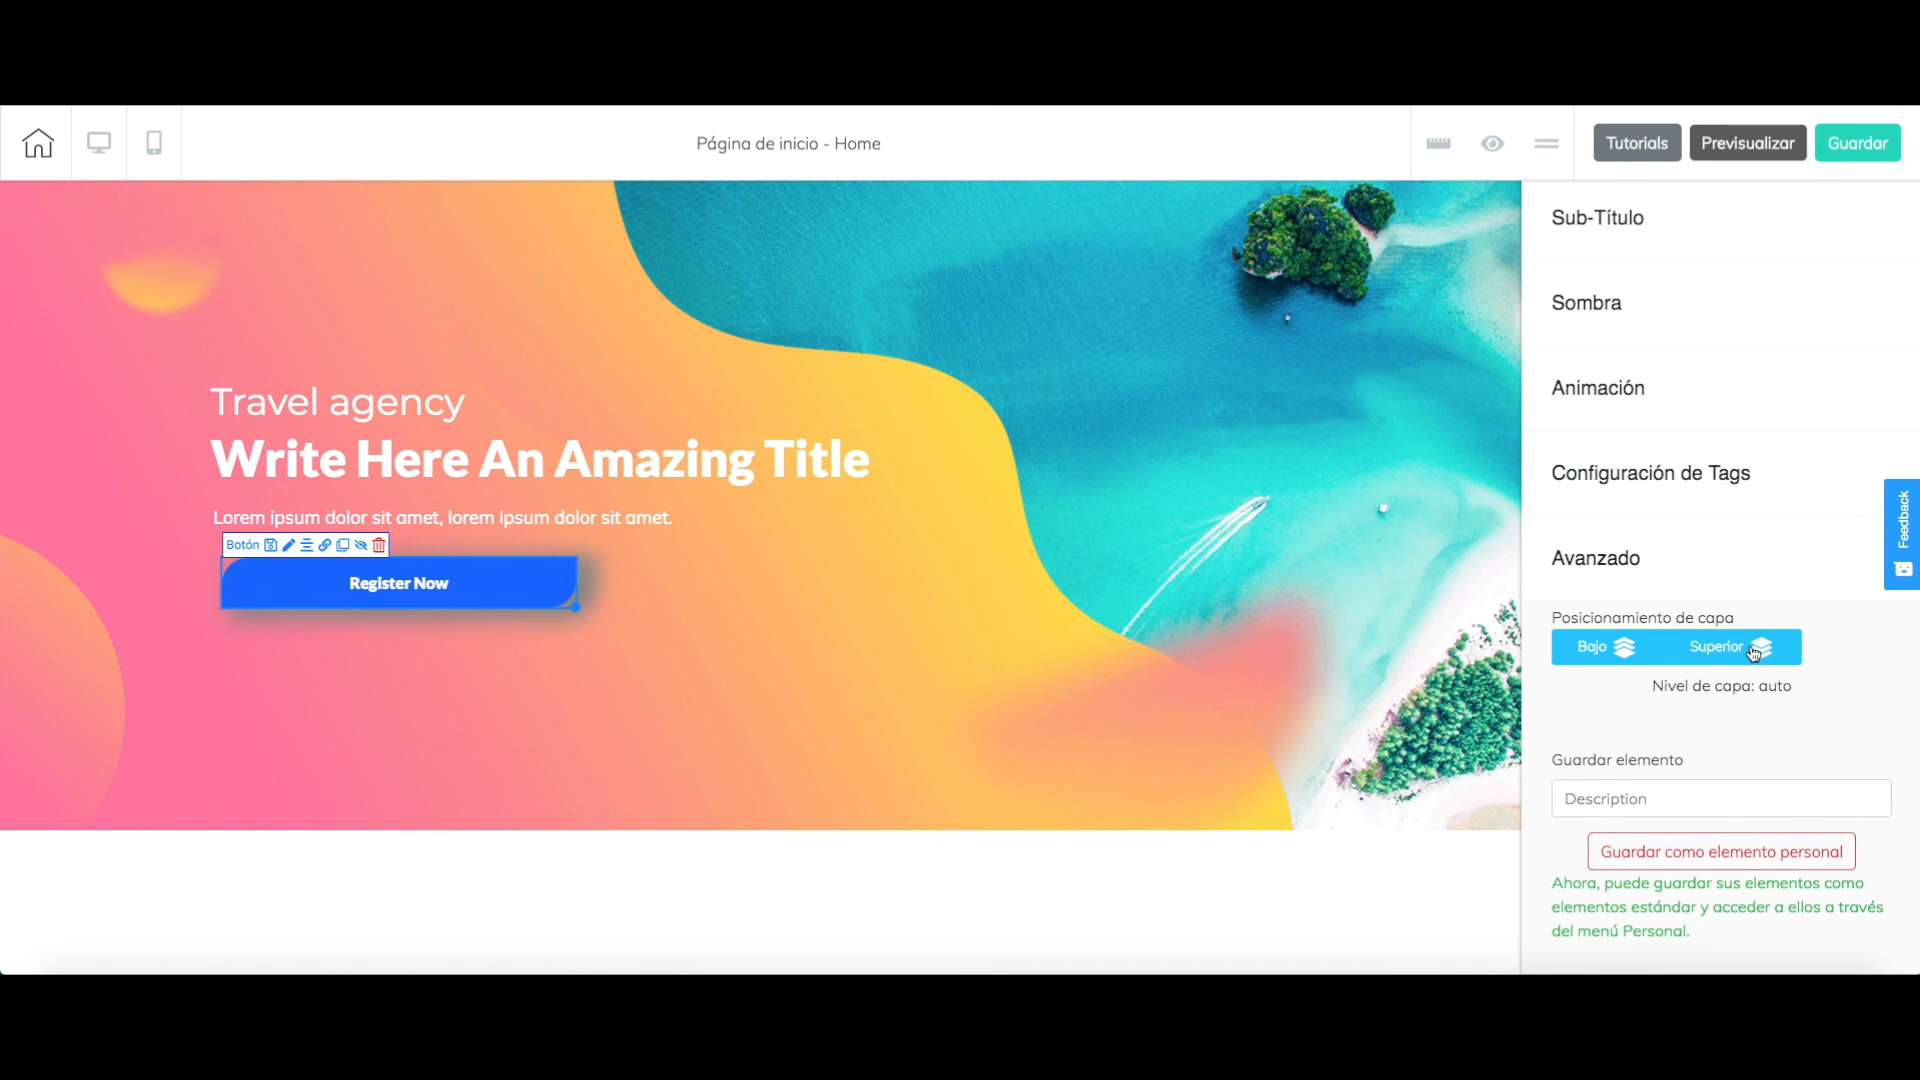 Página de inicio - Home
Tutorials
Previsualizar
Guardar
Travel agency
Write Here An Amazing Title
Lorem ipsum dolor sit amet, lorem ipsum dolor sit amet.
Botón
Register Now
Sub-Título
Sombra
Animación
Configuración de Tags
Avanzado
Feedback
Posicionamiento de capa
Bajo
Superior
Nivel de capa: auto
Guardar elemento
Description
Guardar como elemento personal
Ahora, puede guardar sus elementos como
elementos estándar y acceder a ellos a través
del menú Personal.